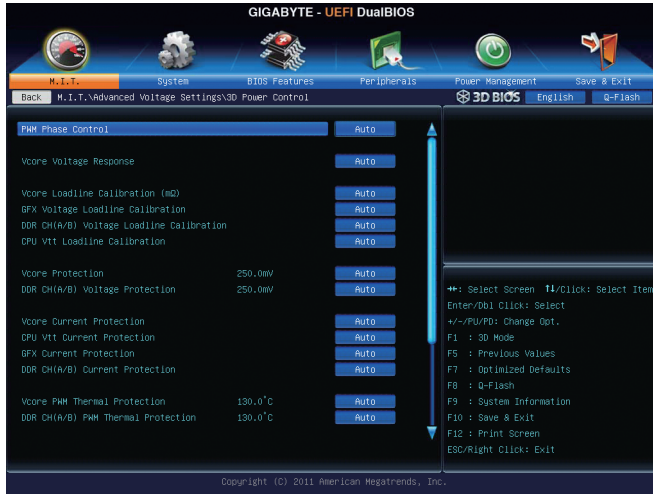 GIGABYTE - UEFI DualBIOS
M.I.T. System BIOS Features Peripherals Power Management Save & Exit
Back M.I.T.\Advanced Voltage Settings\3D Power Control 3D BIOS English Q-Flash
PWM Phase Control Auto
Vcore Voltage Response Auto
Vcore Loadline Calibration (mΩ) Auto
GFX Voltage Loadline Calibration Auto
DDR CH(A/B) Voltage Loadline Calibration Auto
CPU Vtt Loadline Calibration Auto
Vcore Protection 250.0mV Auto
DDR CH(A/B) Voltage Protection 250.0mV Auto
Vcore Current Protection Auto
CPU Vtt Current Protection Auto
GFX Current Protection Auto
DDR CH(A/B) Current Protection Auto
Vcore PWM Thermal Protection 130.0°C Auto
DDR CH(A/B) PWM Thermal Protection 130.0°C Auto
→←: Select Screen ↑↓/Click: Select Item
Enter/Dbl Click: Select
+/-/PU/PD: Change Opt.
F1 : 3D Mode
F5 : Previous Values
F7 : Optimized Defaults
F8 : Q-Flash
F9 : System Information
F10 : Save & Exit
F12 : Print Screen
ESC/Right Click: Exit
Copyright (C) 2011 American Megatrends, Inc.